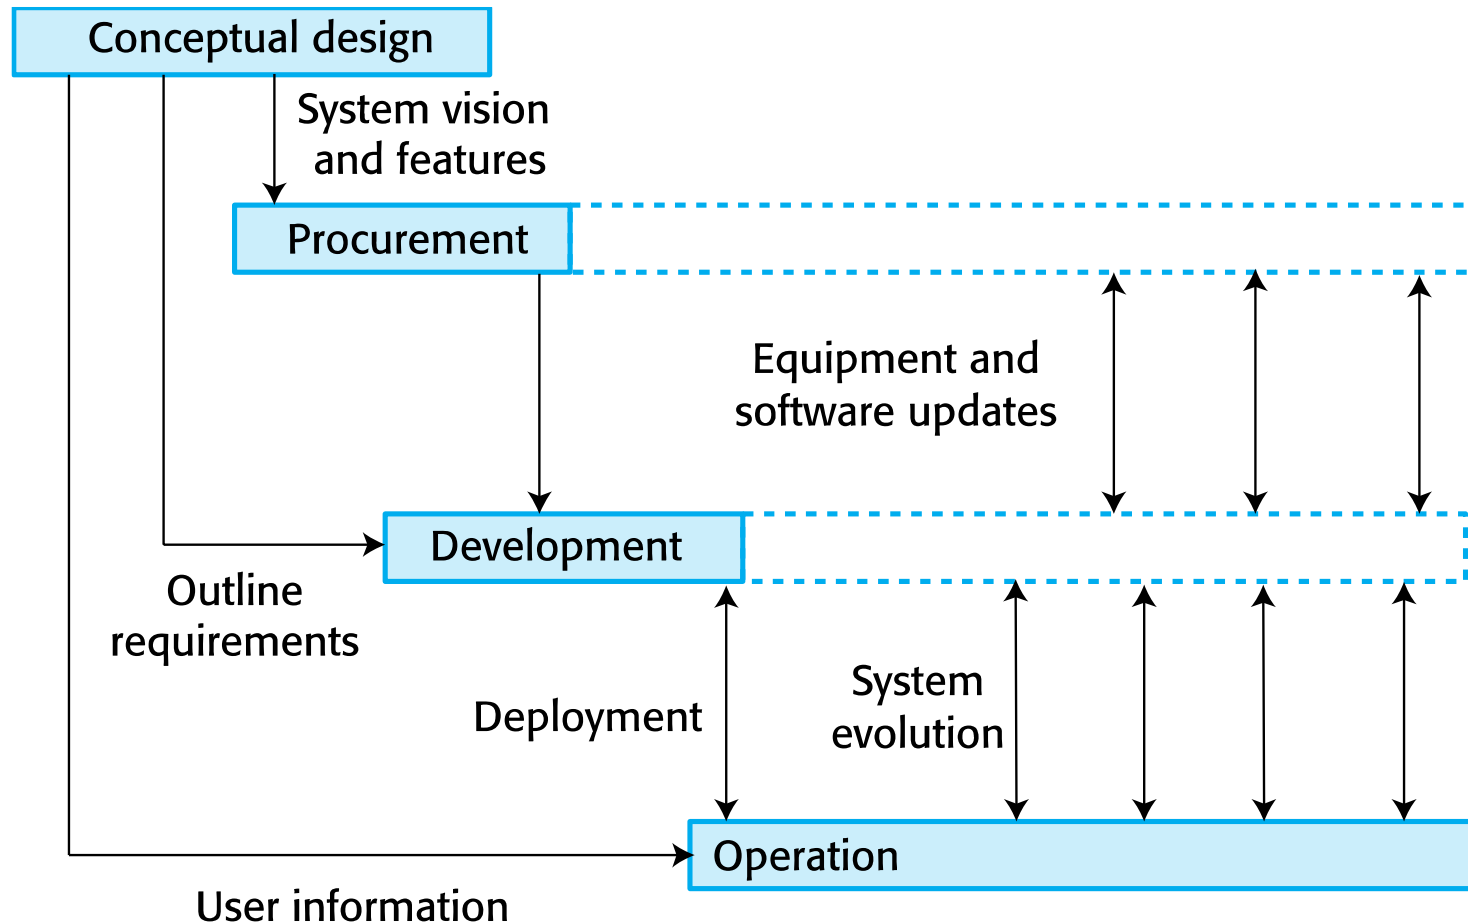 Conceptual design
System vision
and features
Procurement
Equipment and
software updates
Development
Outline
requirements
Deployment
System
evolution
Operation
User information